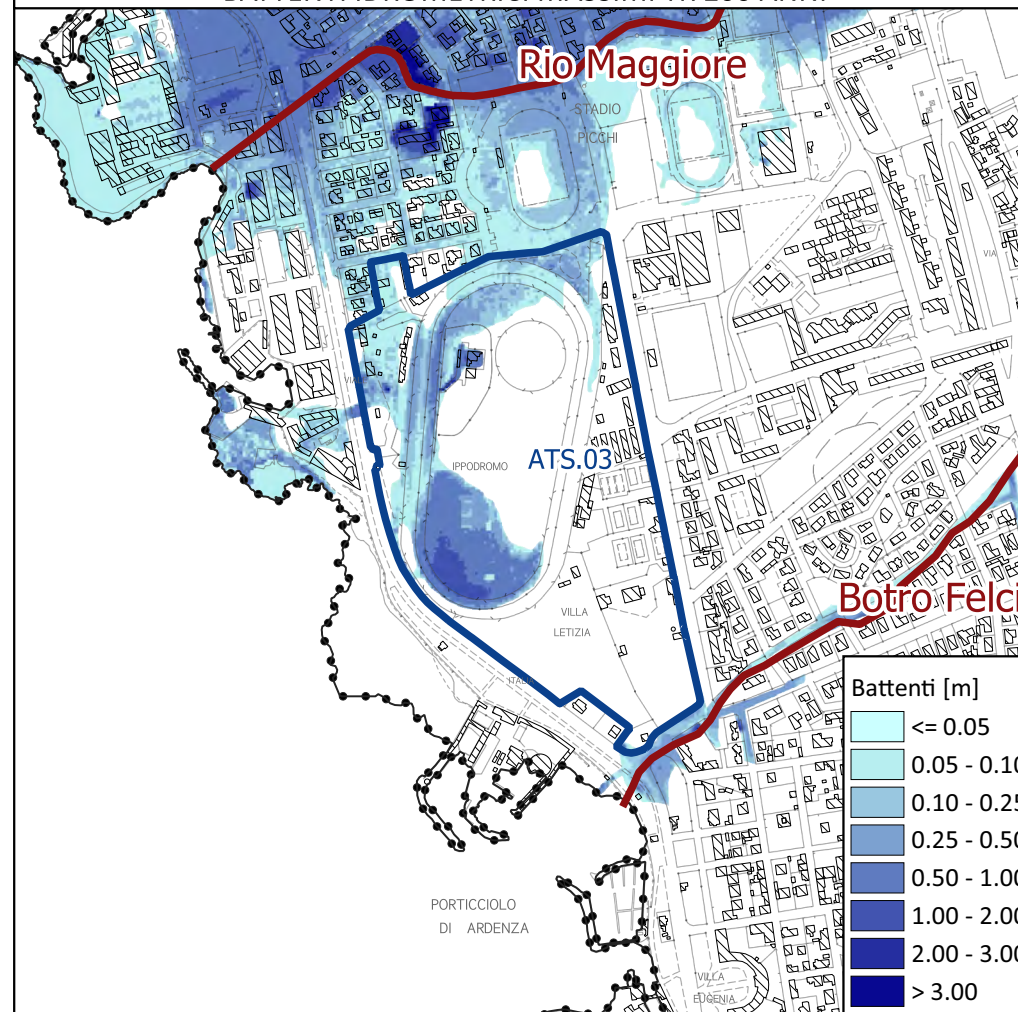 Rio Maggiore
STADIO
PICCHI
VIA
IPPODROMO
ATS.03
Botro Felci
VILLA
LETIZIA
ITALIA
PORTICCIOLO
DI ARDENZA
VILLA
EUGENIA
Battenti [m]
<= 0.05
0.05 - 0.10
0.10 - 0.25
0.25 - 0.50
0.50 - 1.00
1.00 - 2.00
2.00 - 3.00
> 3.00